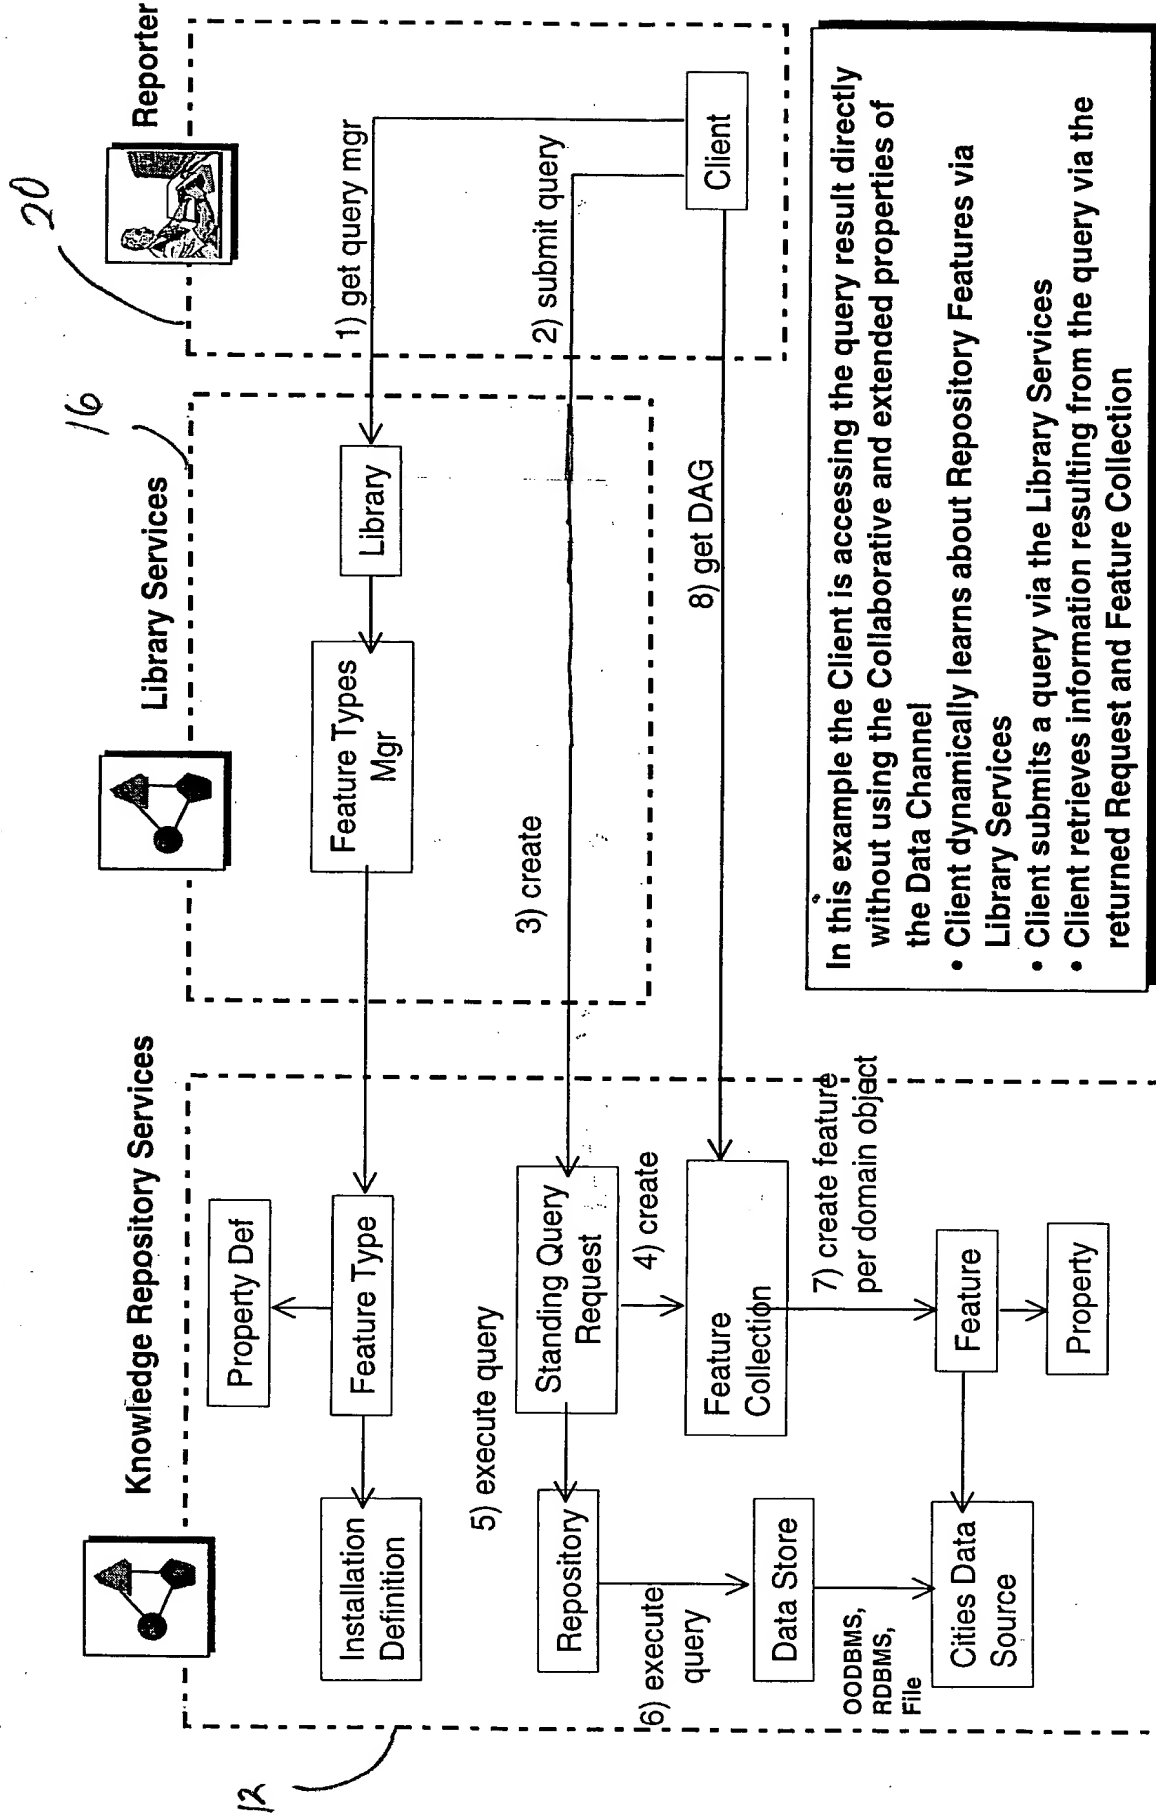 Knowledge Repository Services
Library Services
Reporter
12
16
20
Property Def
Feature Type
Installation
Definition
Feature Types
Mgr
Library
1) get query mgr
2) submit query
3) create
Client
5) execute query
Standing Query
Request
4) create
Repository
6) execute
query
Feature
Collection
8) get DAG
7) create feature
per domain object
Data Store
OODBMS,
RDBMS,
File
Cities Data
Source
Feature
Property
In this example the Client is accessing the query result directly
without using the Collaborative and extended properties of
the Data Channel
• Client dynamically learns about Repository Features via
Library Services
• Client submits a query via the Library Services
• Client retrieves information resulting from the query via the
returned Request and Feature Collection